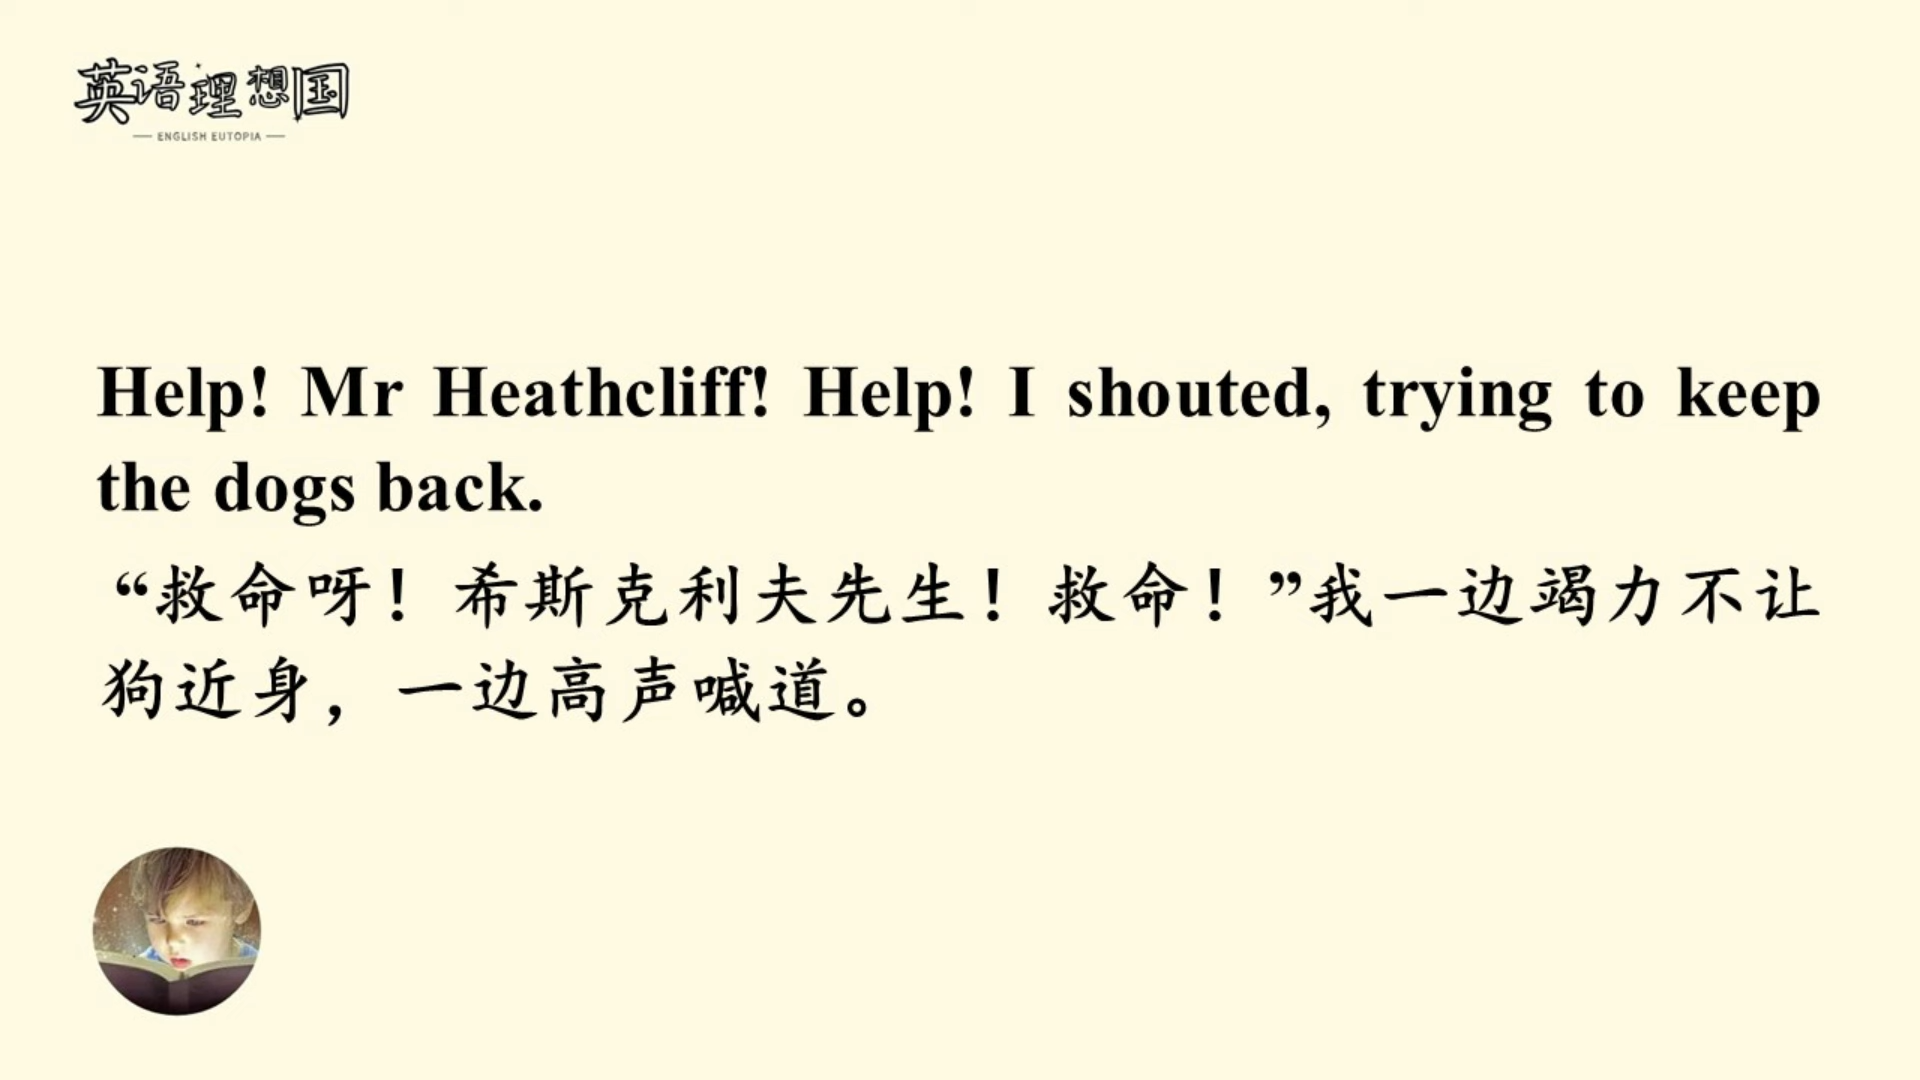 英语理想国
ENGLISH EUTOPIA
Help! Mr Heathcliff! Help! I shouted, trying to keep
the dogs back.
“救命呀！希斯克利夫先生！救命！”我一边竭力不让
狗近身，一边高声喊道。